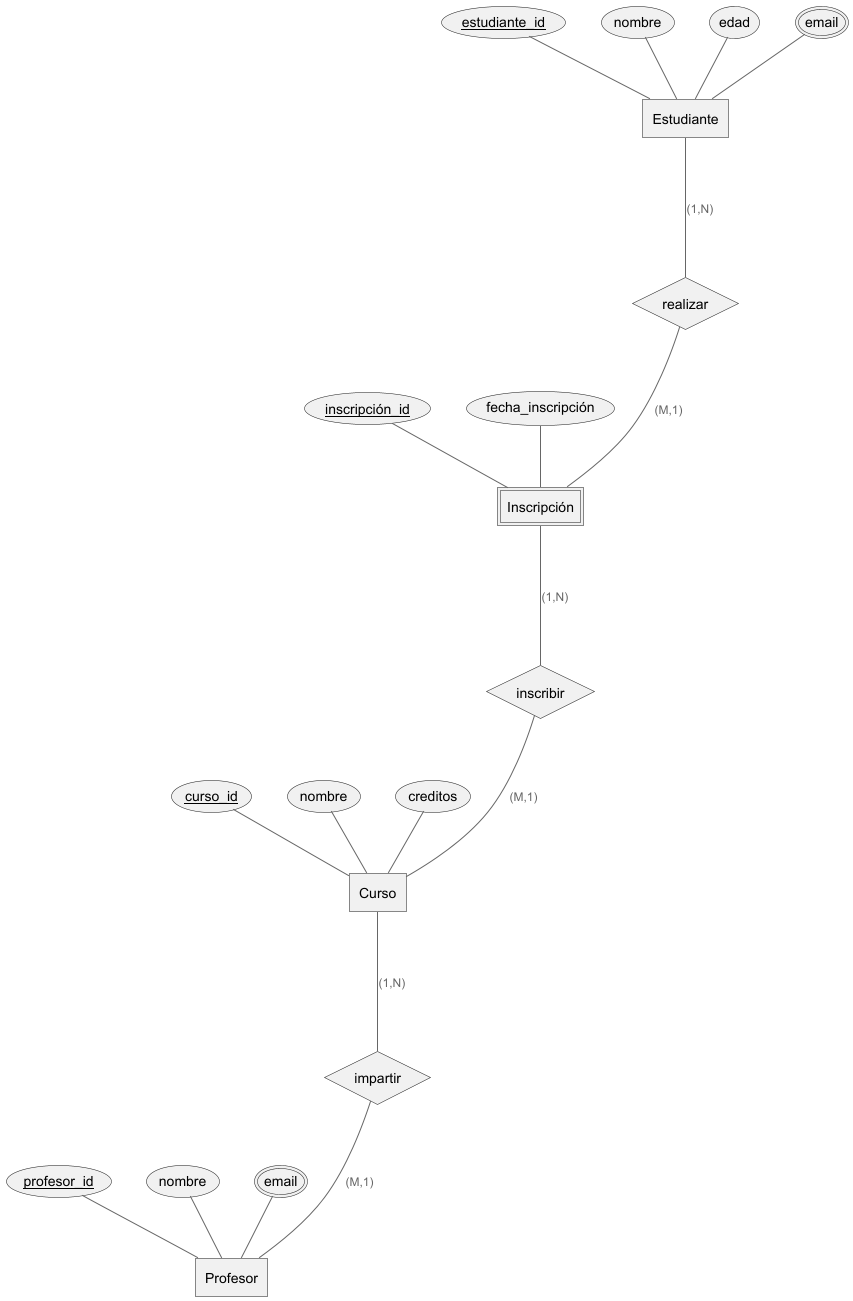 estudiante_id
nombre
edad
email
Estudiante
(1,N)
realizar
inscripción_id
fecha_inscripción
(M,1)
Inscripción
(1,N)
inscribir
curso_id
nombre
creditos
(M,1)
Curso
(1,N)
impartir
profesor_id
nombre
email
(M,1)
Profesor